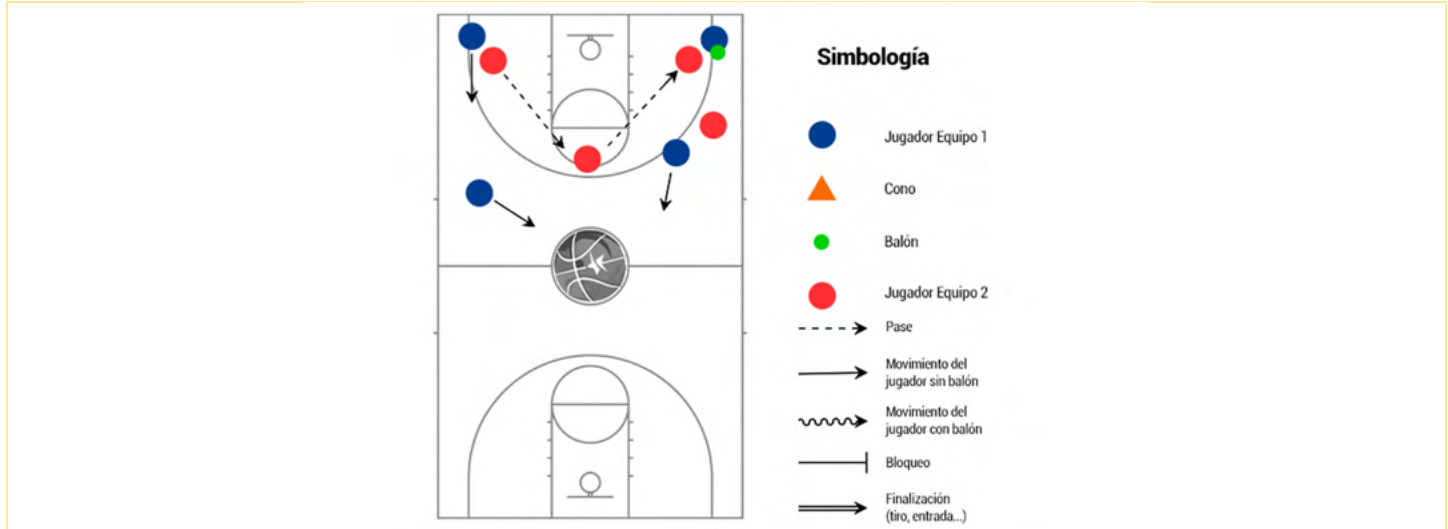 Simbología
Jugador Equipo 1
Cono
Balón
Jugador Equipo 2
Pase
Movimiento del
jugador sin balón
Movimiento del
jugador con balón
Bloqueo
Finalización
(tiro, entrada...)